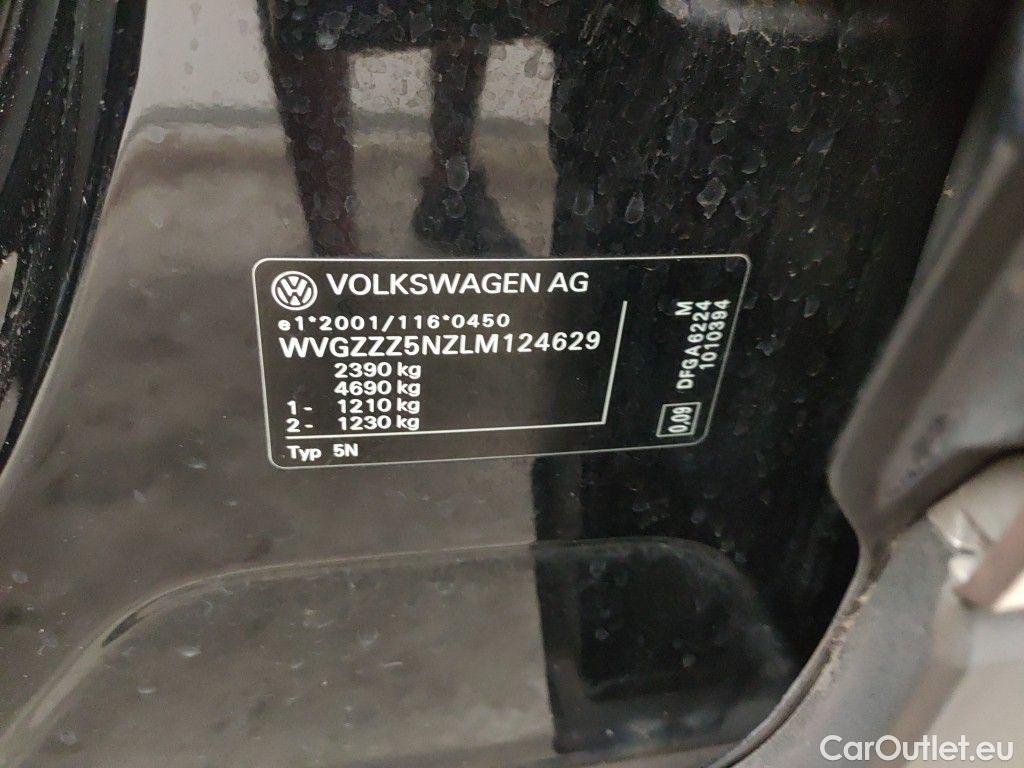 VOLKSWAGEN AG
e1*2001/116*0450
WVGZZZ5NZLM124629
2390 kg
4690 kg
1- 1210 kg
2- 1230 kg
Typ 5N
M
DFGA6224
1010394
0.09
CarOutlet.eu